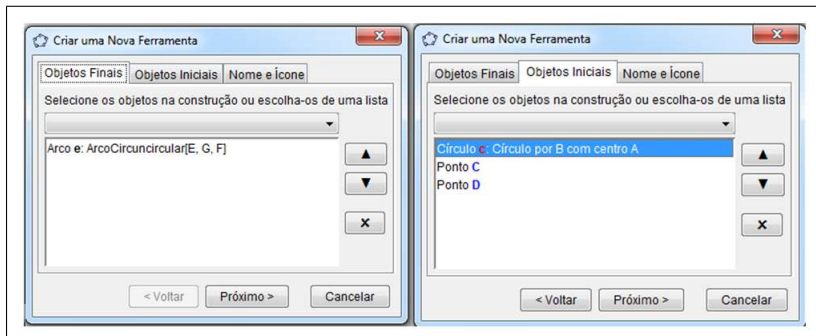 Criar uma Nova Ferramenta
x
Objetos Finais Objetos Iniciais Nome e Ícone
Selecione os objetos na construção ou escolha-os de uma lista
Arco e: ArcoCircuncircular[E, G, F]
x
< Voltar Próximo > Cancelar
Criar uma Nova Ferramenta
x
Objetos Finais Objetos Iniciais Nome e Ícone
Selecione os objetos na construção ou escolha-os de uma lista
Círculo c: Círculo por B com centro A
Ponto C
Ponto D
x
< Voltar Próximo > Cancelar